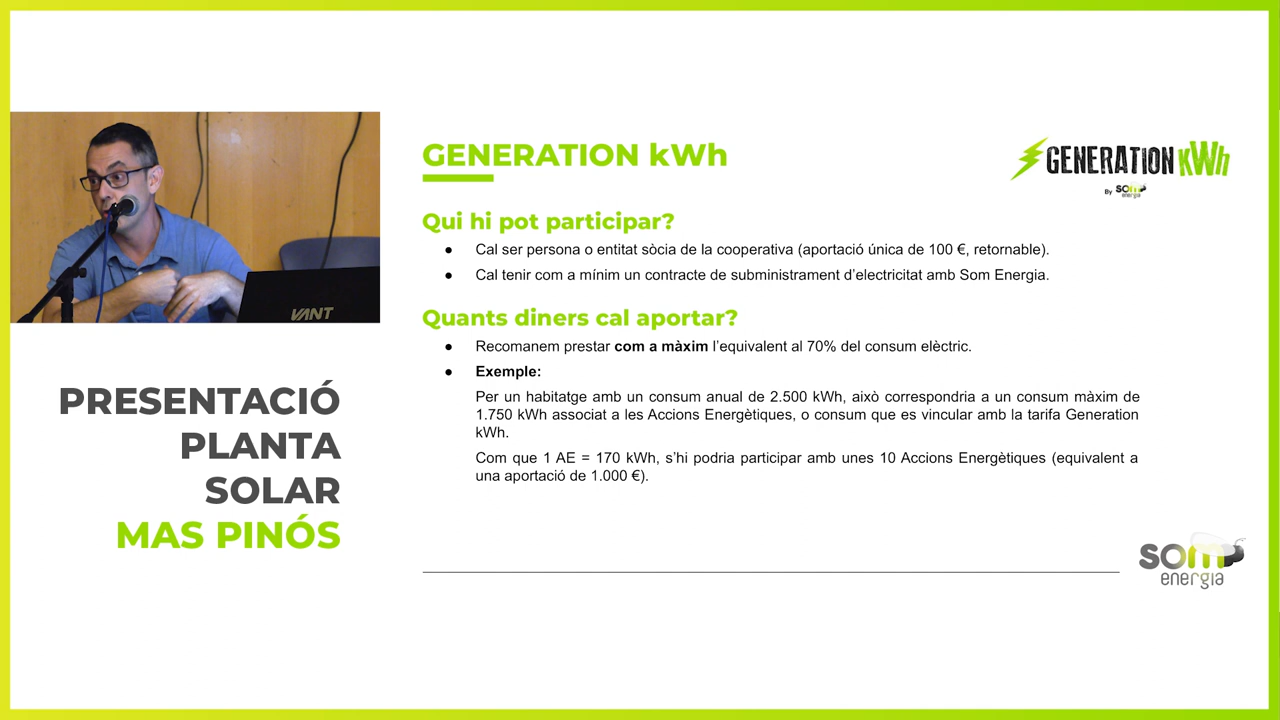 VANT
PRESENTACIÓ
PLANTA
SOLAR
MAS PINÓS
GENERATION kWh
GENERATION kWh
By som
energia
Qui hi pot participar?
● Cal ser persona o entitat sòcia de la cooperativa (aportació única de 100 €, retornable).
● Cal tenir com a mínim un contracte de subministrament d’electricitat amb Som Energia.
Quants diners cal aportar?
● Recomanem prestar com a màxim l’equivalent al 70% del consum elèctric.
● Exemple:
Per un habitatge amb un consum anual de 2.500 kWh, això correspondria a un consum màxim de
1.750 kWh associat a les Accions Energètiques, o consum que es vincular amb la tarifa Generation
kWh.
Com que 1 AE = 170 kWh, s’hi podria participar amb unes 10 Accions Energètiques (equivalent a
una aportació de 1.000 €).
som
energia